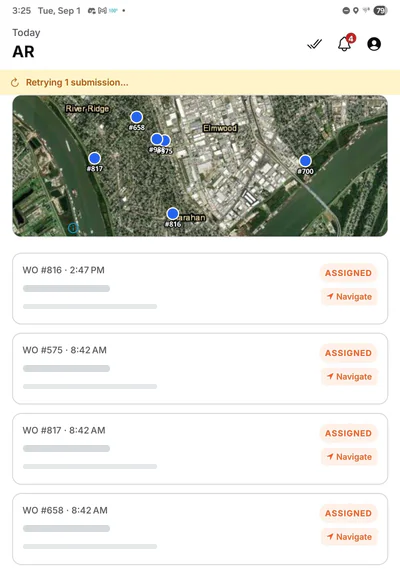 3:25 Tue, Sep 1
79
Today
AR
4
Retrying 1 submission...
River Ridge
#658
Elmwood
#575
#817
#700
#816
WO #816 · 2:47 PM
ASSIGNED
Navigate
WO #575 · 8:42 AM
ASSIGNED
Navigate
WO #817 · 8:42 AM
ASSIGNED
Navigate
WO #658 · 8:42 AM
ASSIGNED
Navigate